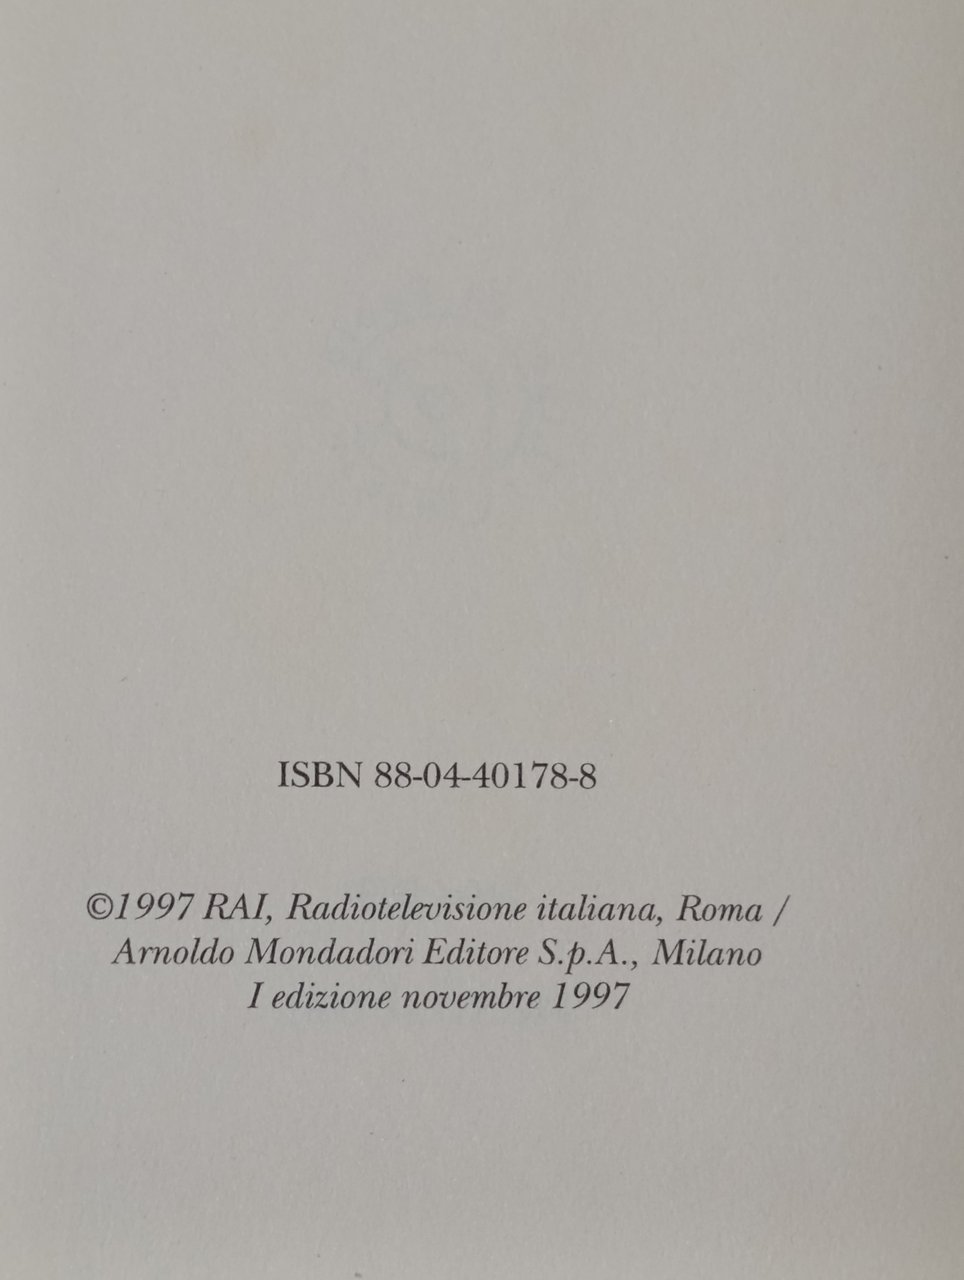 ISBN 88-04-40178-8
©1997 RAI, Radiotelevisione italiana, Roma /
Arnoldo Mondadori Editore S.p.A., Milano
I edizione novembre 1997